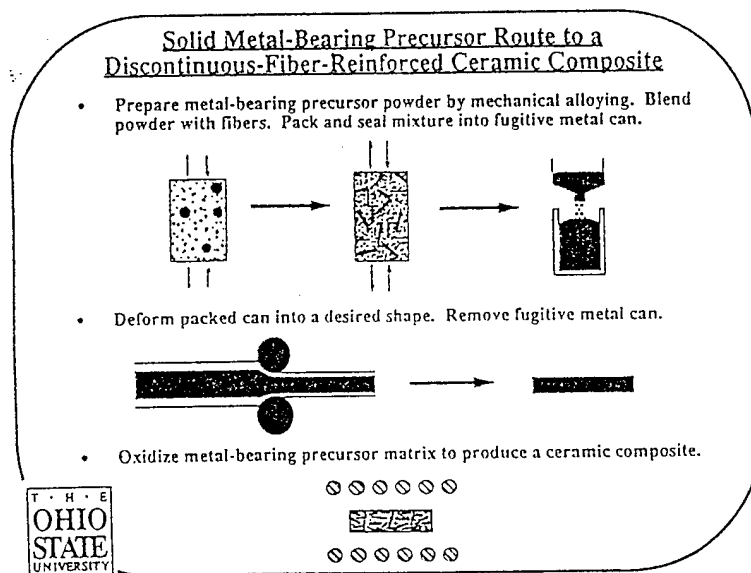 Solid Metal-Bearing Precursor Route to a
Discontinuous-Fiber-Reinforced Ceramic Composite
• Prepare metal-bearing precursor powder by mechanical alloying. Blend
powder with fibers. Pack and seal mixture into fugitive metal can.
• Deform packed can into a desired shape. Remove fugitive metal can.
• Oxidize metal-bearing precursor matrix to produce a ceramic composite.
T · H · E
OHIO
STATE
UNIVERSITY